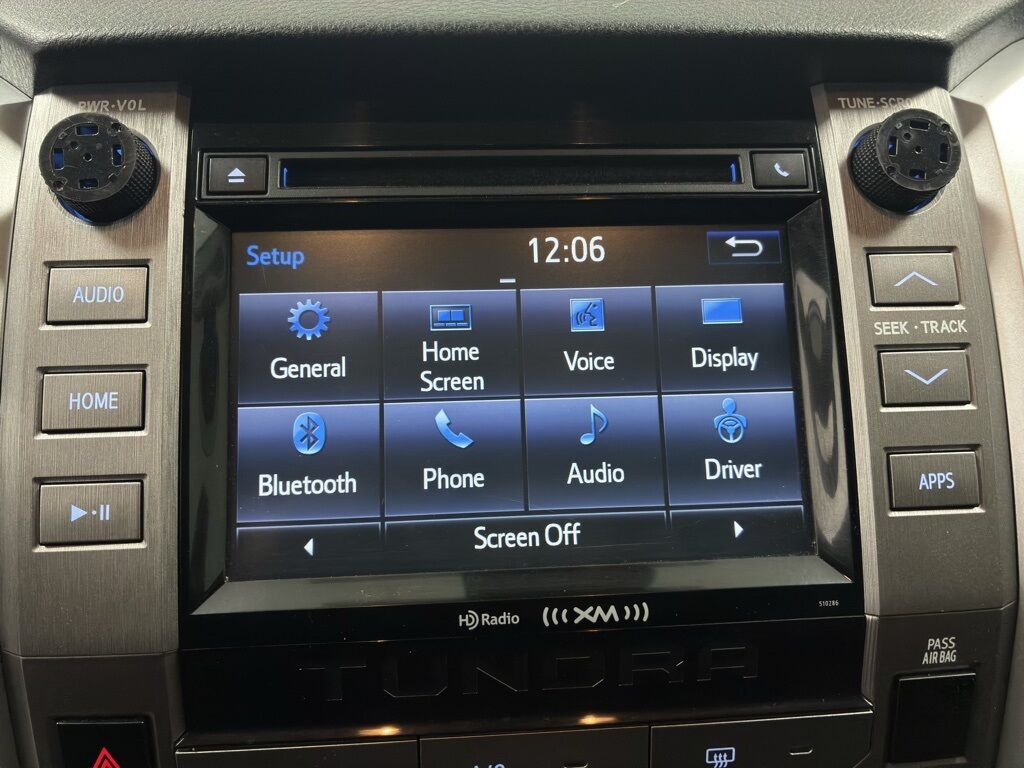 PWR·VOL
TUNE·SCRO
Setup
12:06
AUDIO
General
Home
Screen
Voice
Display
SEEK · TRACK
HOME
Bluetooth
Phone
Audio
Driver
APPS
Screen Off
HD Radio
(((XM)))
510286
TUNDRA
PASS
AIR BAG